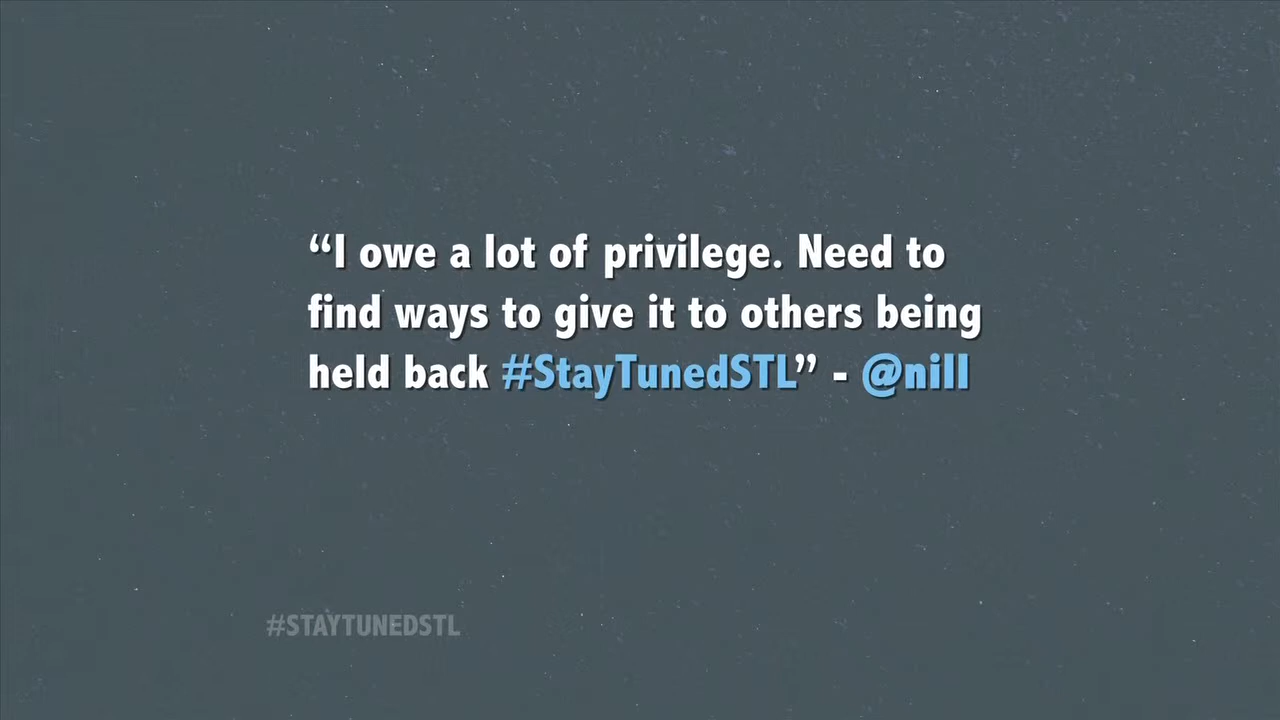 “I owe a lot of privilege. Need to
find ways to give it to others being
held back #StayTunedSTL” - @nill
#STAYTUNEDSTL